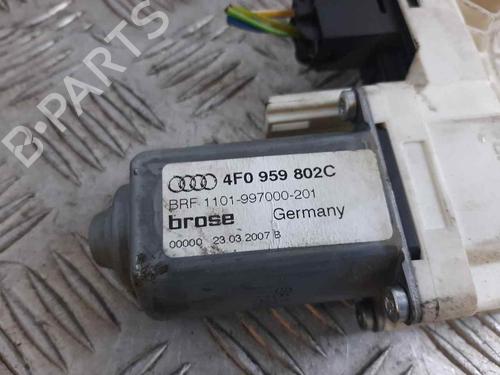 B-PARTS
4F0 959 802C
BRF 1101-997000-201
brose Germany
00000 23.03.2007 B